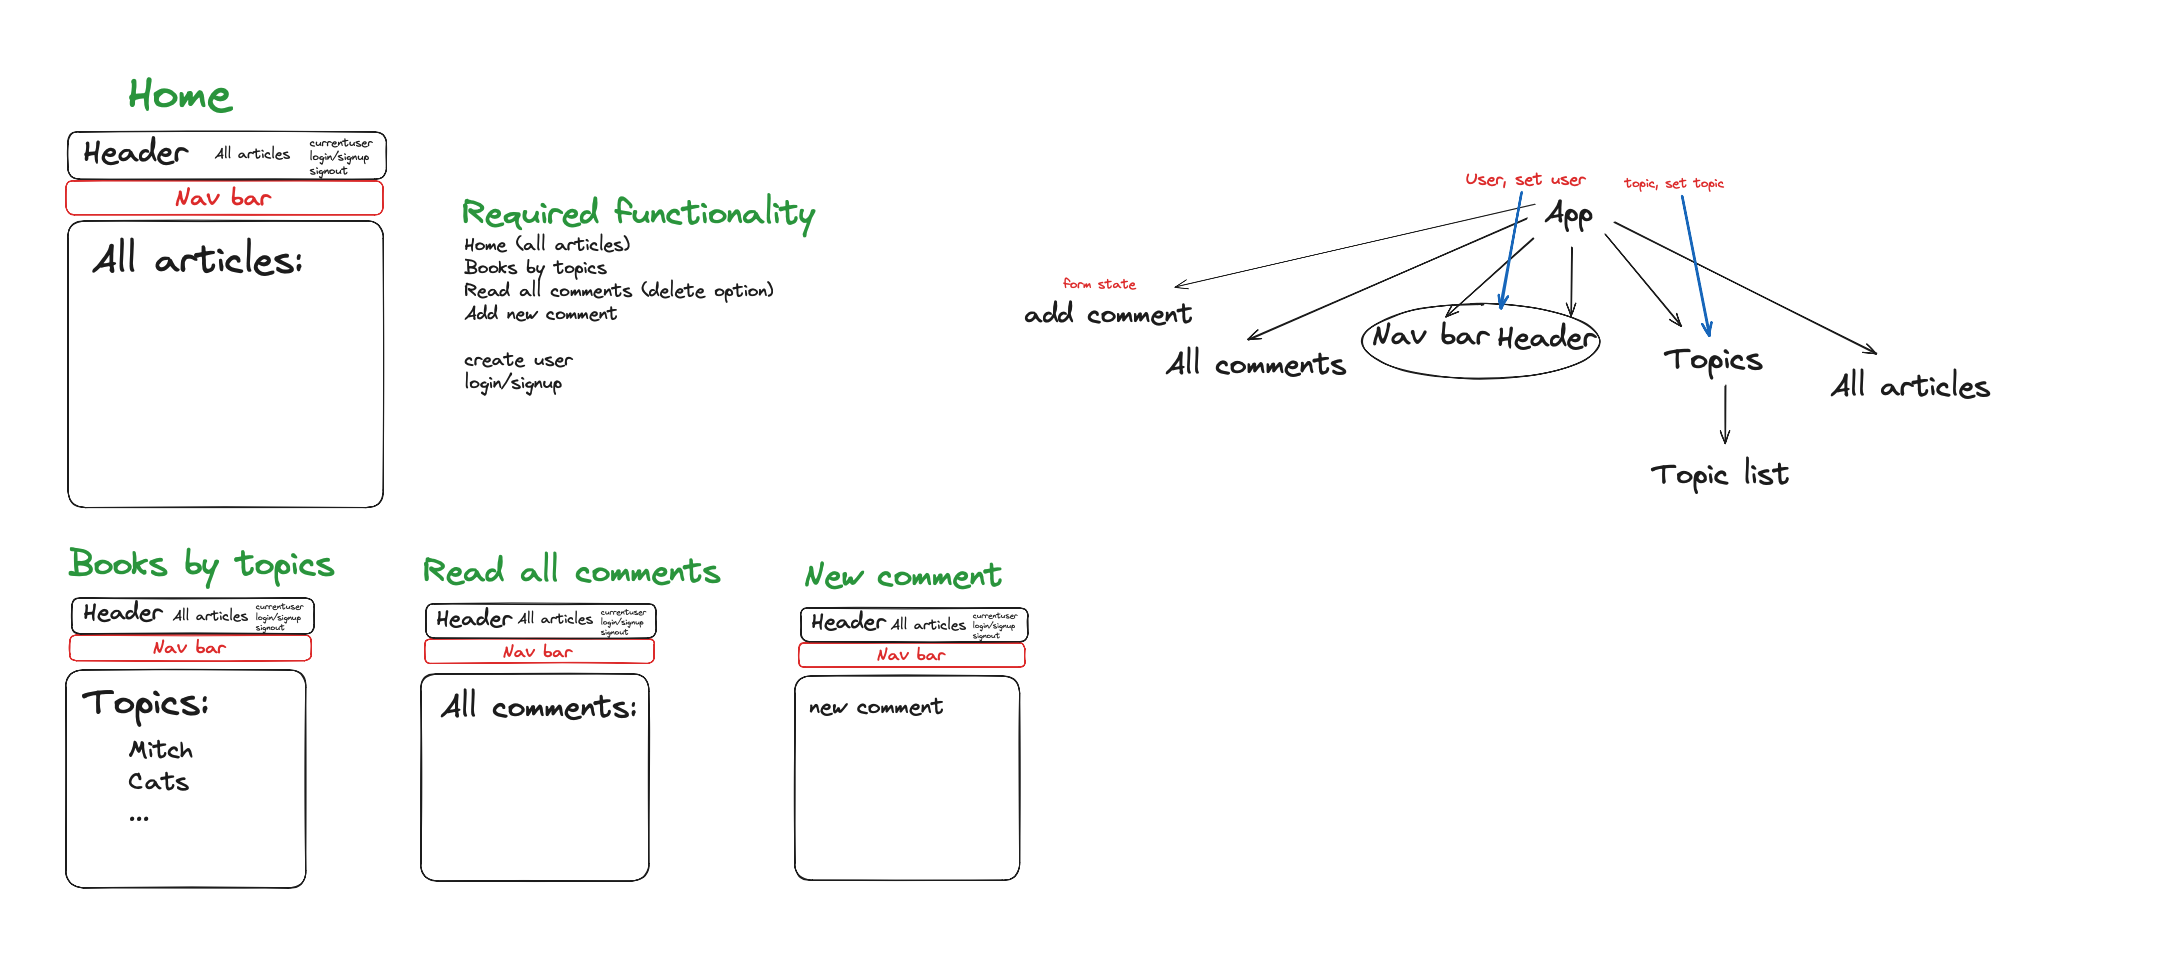 Home
Header
All articles
currentuser
login/signup
signout
Nav bar
All articles:
Required functionality
Home (all articles)
Books by topics
Read all comments (delete option)
Add new comment
create user
login/signup
User, set user
topic, set topic
App
form state
add comment
All comments
Nav bar
Header
Topics
All articles
Topic list
Books by topics
Header
All articles
currentuser
login/signup
signout
Nav bar
Topics:
Mitch
Cats
...
Read all comments
Header
All articles
currentuser
login/signup
signout
Nav bar
All comments:
New comment
Header
All articles
currentuser
login/signup
signout
Nav bar
new comment